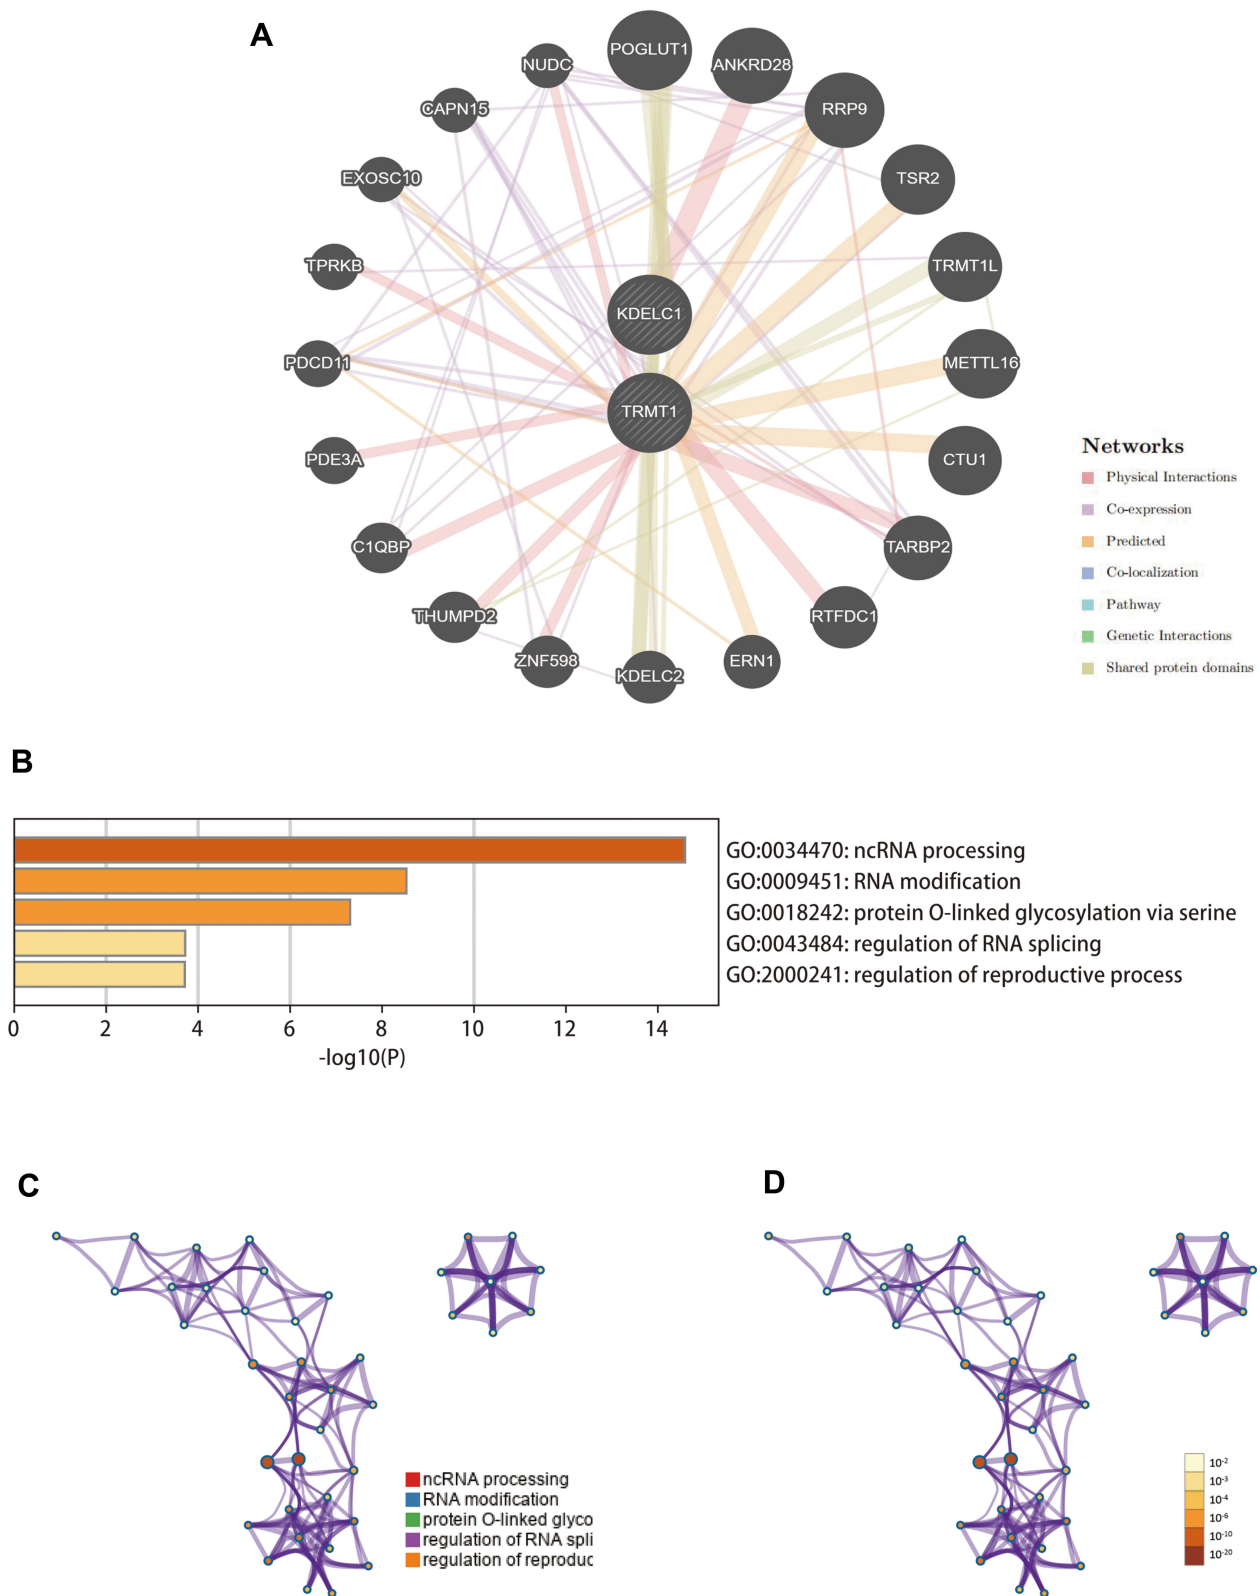 A
POGLUT1
NUDC
ANKRD28
CAPN15
RRP9
EXOSC10
TSR2
TPRKB
TRMT1L
KDELC1
PDCD11
METTL16
TRMT1
PDE3A
CTU1
C1QBP
TARBP2
THUMPD2
RTFDC1
ZNF598
KDELC2
ERN1
Networks
Physical Interactions
Co-expression
Predicted
Co-localization
Pathway
Genetic Interactions
Shared protein domains
B
GO:0034470: ncRNA processing
GO:0009451: RNA modification
GO:0018242: protein O-linked glycosylation via serine
GO:0043484: regulation of RNA splicing
GO:2000241: regulation of reproductive process
0 2 4 6 8 10 12 14
-log10(P)
C
D
ncRNA processing
RNA modification
protein O-linked glyco
regulation of RNA spli
regulation of reproduc
10-2
10-3
10-4
10-6
10-10
10-20